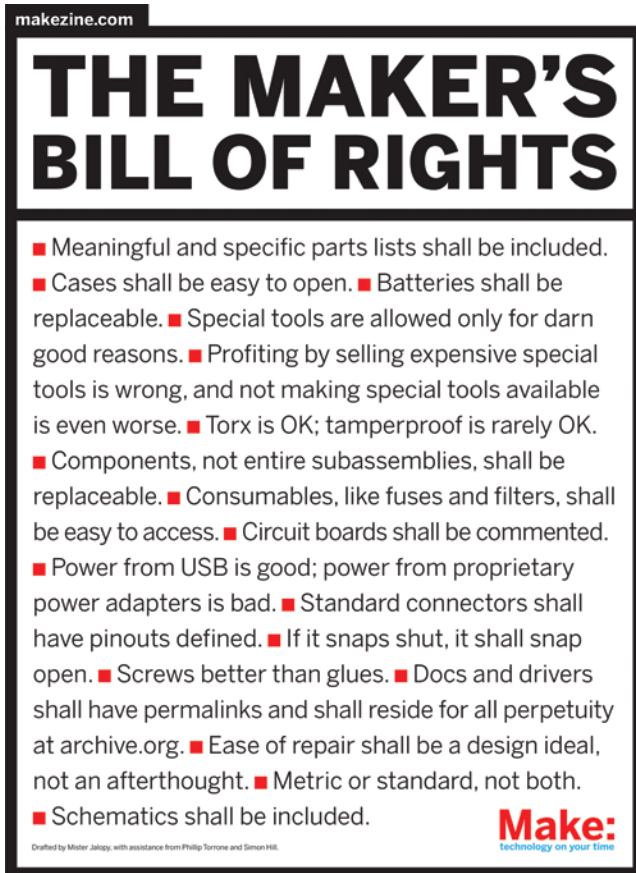 makezine.com
THE MAKER'S
BILL OF RIGHTS
■ Meaningful and specific parts lists shall be included.
■ Cases shall be easy to open. ■ Batteries shall be
replaceable. ■ Special tools are allowed only for darn
good reasons. ■ Profiting by selling expensive special
tools is wrong, and not making special tools available
is even worse. ■ Torx is OK; tamperproof is rarely OK.
■ Components, not entire subassemblies, shall be
replaceable. ■ Consumables, like fuses and filters, shall
be easy to access. ■ Circuit boards shall be commented.
■ Power from USB is good; power from proprietary
power adapters is bad. ■ Standard connectors shall
have pinouts defined. ■ If it snaps shut, it shall snap
open. ■ Screws better than glues. ■ Docs and drivers
shall have permalinks and shall reside for all perpetuity
at archive.org. ■ Ease of repair shall be a design ideal,
not an afterthought. ■ Metric or standard, not both.
■ Schematics shall be included.
Make:
technology on your time
Drafted by Mister Jalopy, with assistance from Phillip Torrone and Simon Hill.